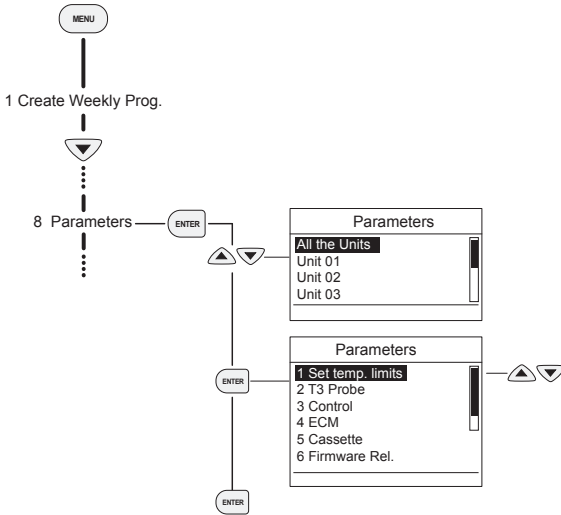 MENU
1 Create Weekly Prog.
8 Parameters
ENTER
Parameters
All the Units
Unit 01
Unit 02
Unit 03
ENTER
Parameters
1 Set temp. limits
2 T3 Probe
3 Control
4 ECM
5 Cassette
6 Firmware Rel.
ENTER